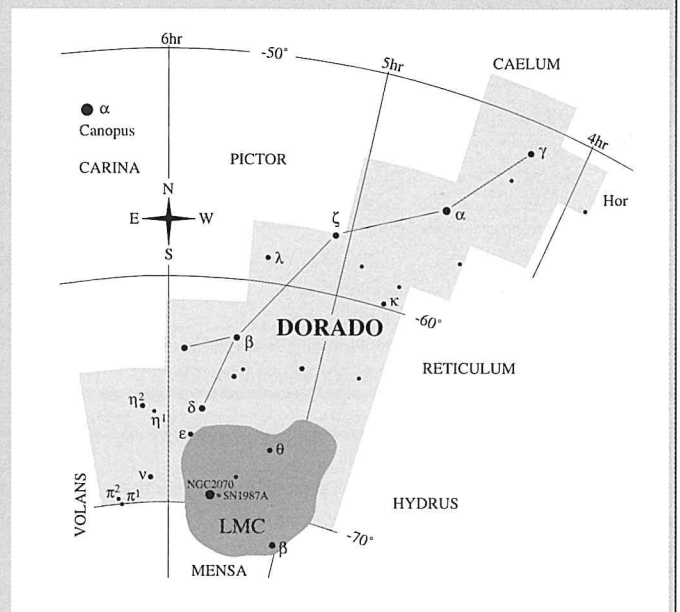 6hr
-50°
5hr
CAELUM
α
Canopus
4hr
CARINA
PICTOR
γ
N
Hor
E W
α
ζ
S
λ
κ
DORADO
-60°
β
RETICULUM
η²
η¹
δ
ε
θ
ν
NGC2070
π² π¹
SN1987A
VOLANS
HYDRUS
LMC
-70°
β
MENSA